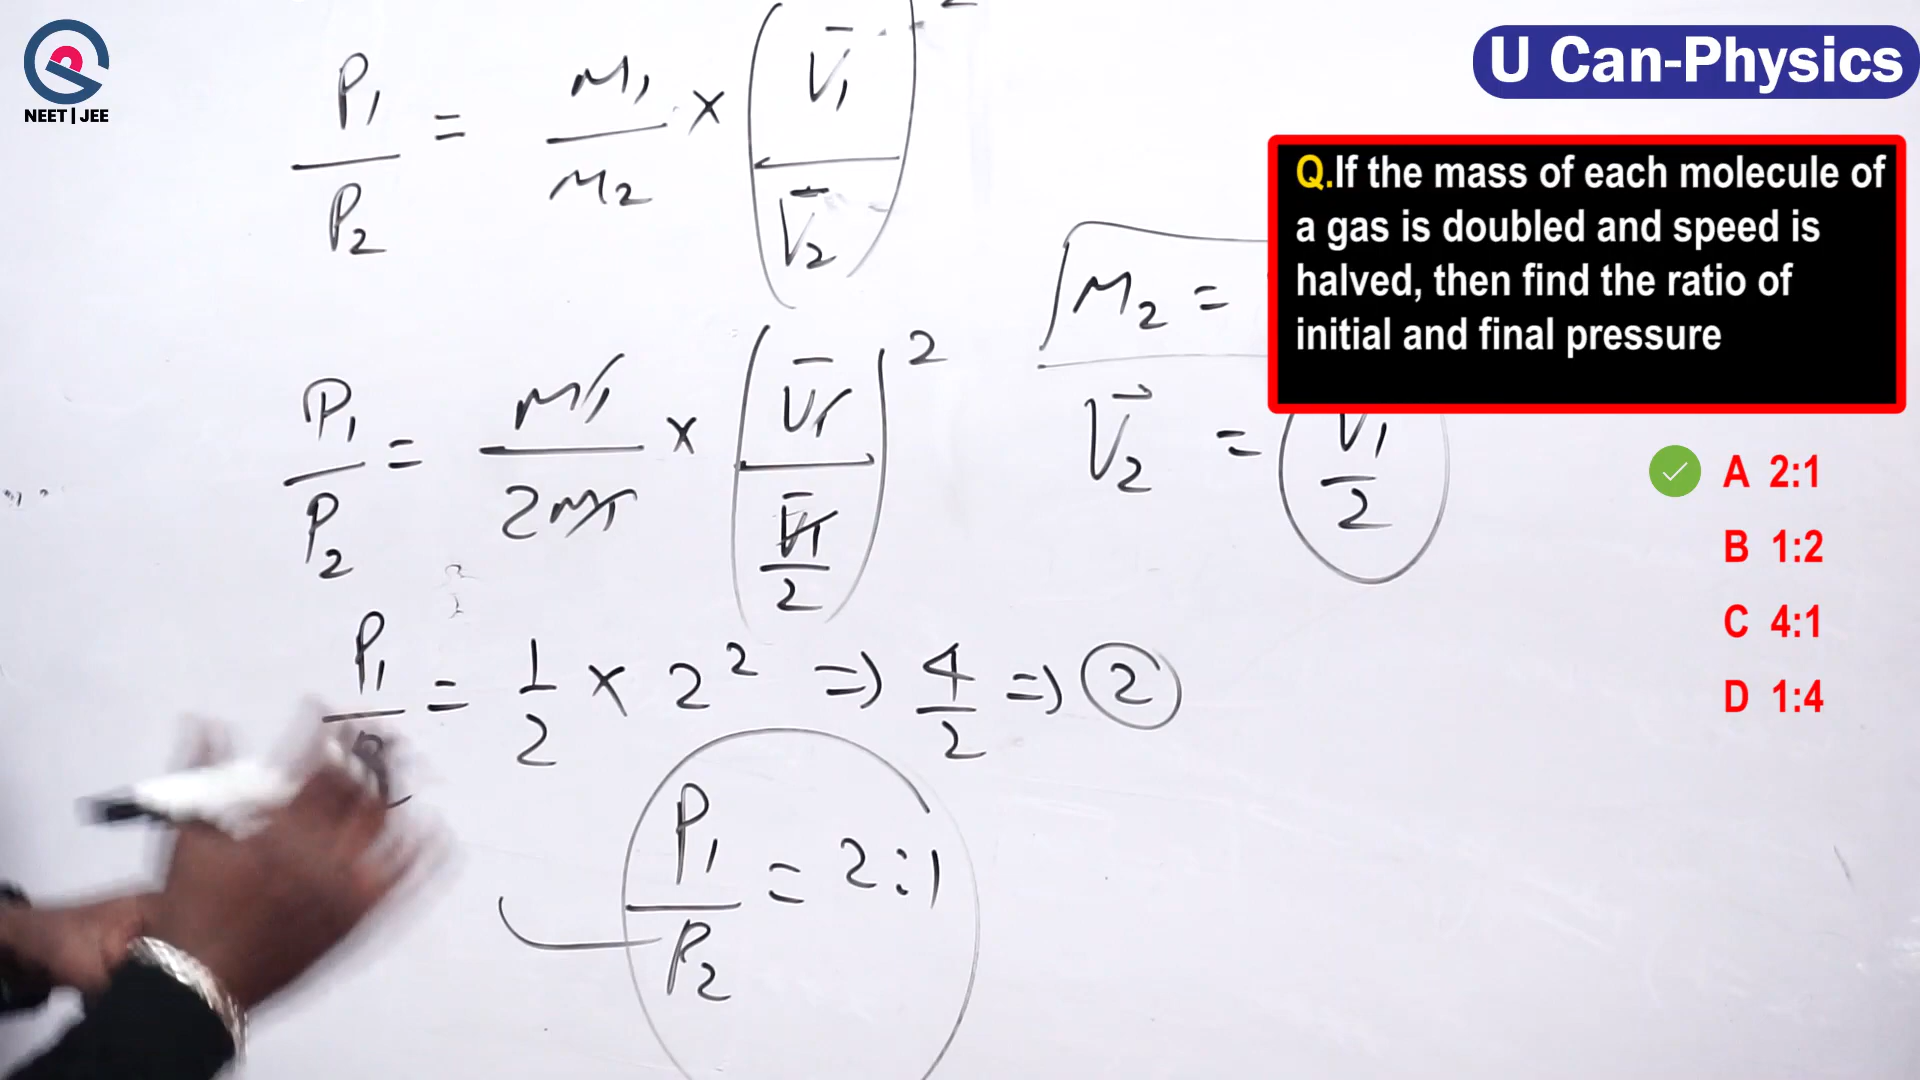 NEET | JEE
U Can-Physics
Q.If the mass of each molecule of
a gas is doubled and speed is
halved, then find the ratio of
initial and final pressure
A 2:1
B 1:2
C 4:1
D 1:4
P1/P2 = M1/M2 × (V̄1/V̄2)
M2 =
P1/P2 = M1/2M1 × (V̄1/(V̄1/2))²
V⃗2 = V1/2
P1/ = 1/2 × 2² => 4/2 => 2
P1/P2 = 2:1